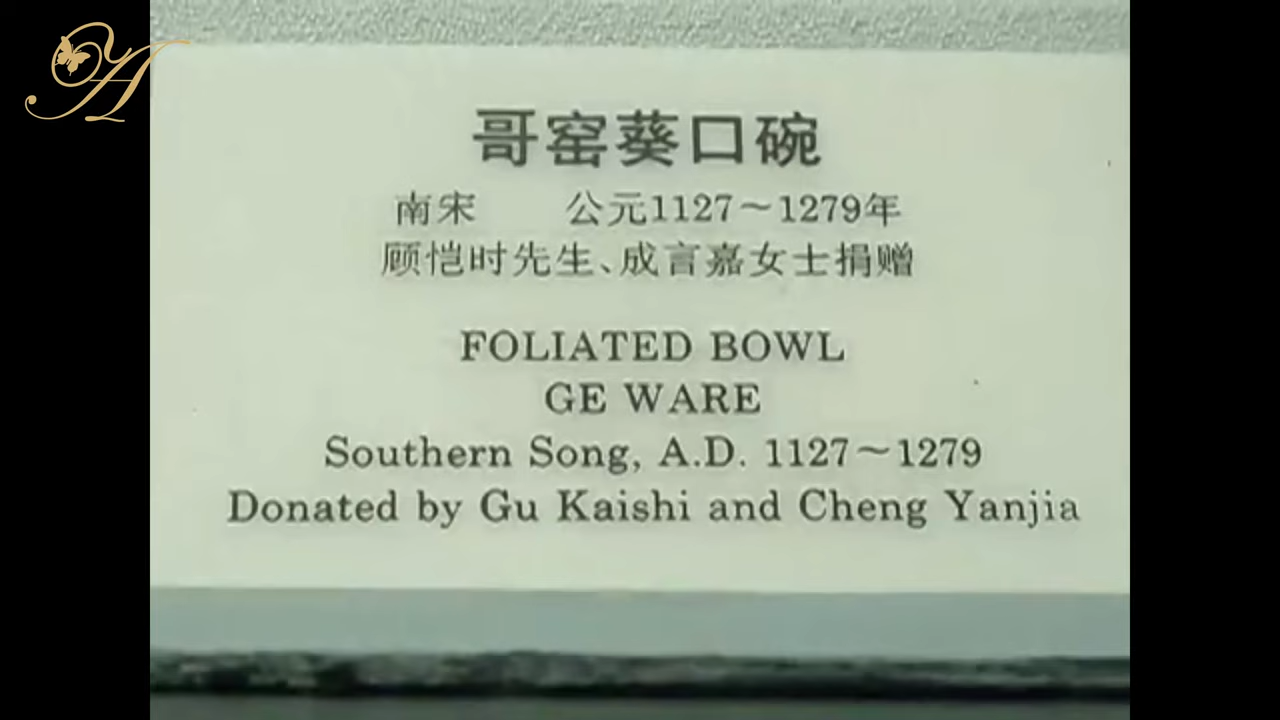 哥窑葵口碗
南宋 公元1127～1279年
顾恺时先生、成言嘉女士捐赠
FOLIATED BOWL
GE WARE
Southern Song, A.D. 1127～1279
Donated by Gu Kaishi and Cheng Yanjia